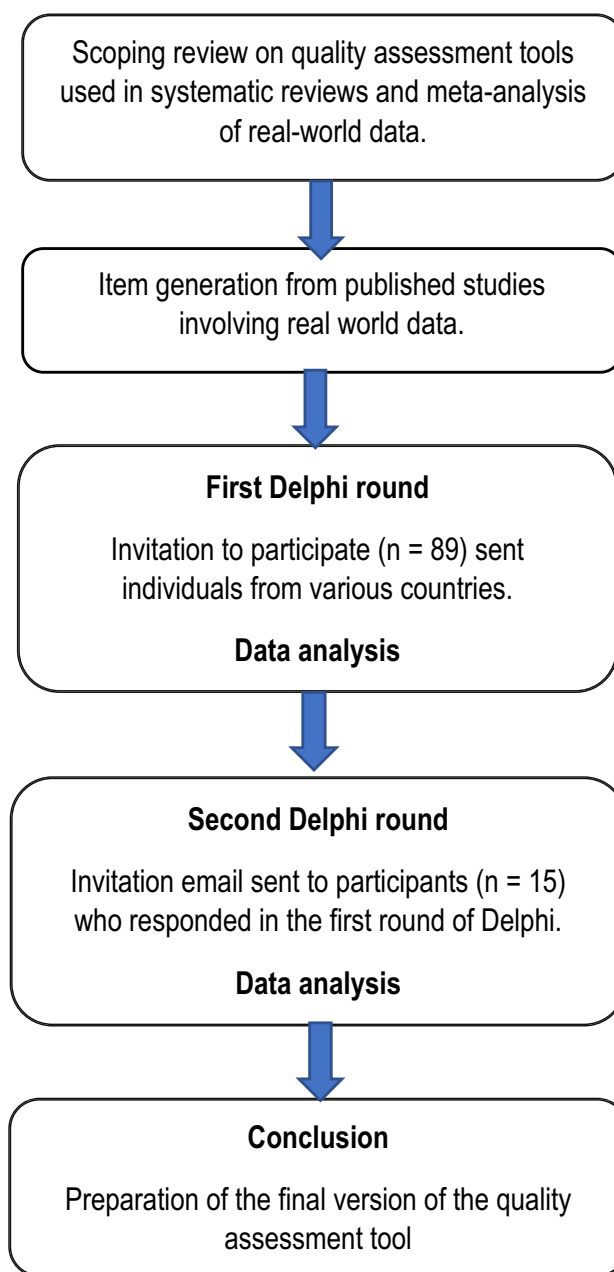 Scoping review on quality assessment tools
used in systematic reviews and meta-analysis
of real-world data.
Item generation from published studies
involving real world data.
First Delphi round
Invitation to participate (n = 89) sent
individuals from various countries.
Data analysis
Second Delphi round
Invitation email sent to participants (n = 15)
who responded in the first round of Delphi.
Data analysis
Conclusion
Preparation of the final version of the quality
assessment tool